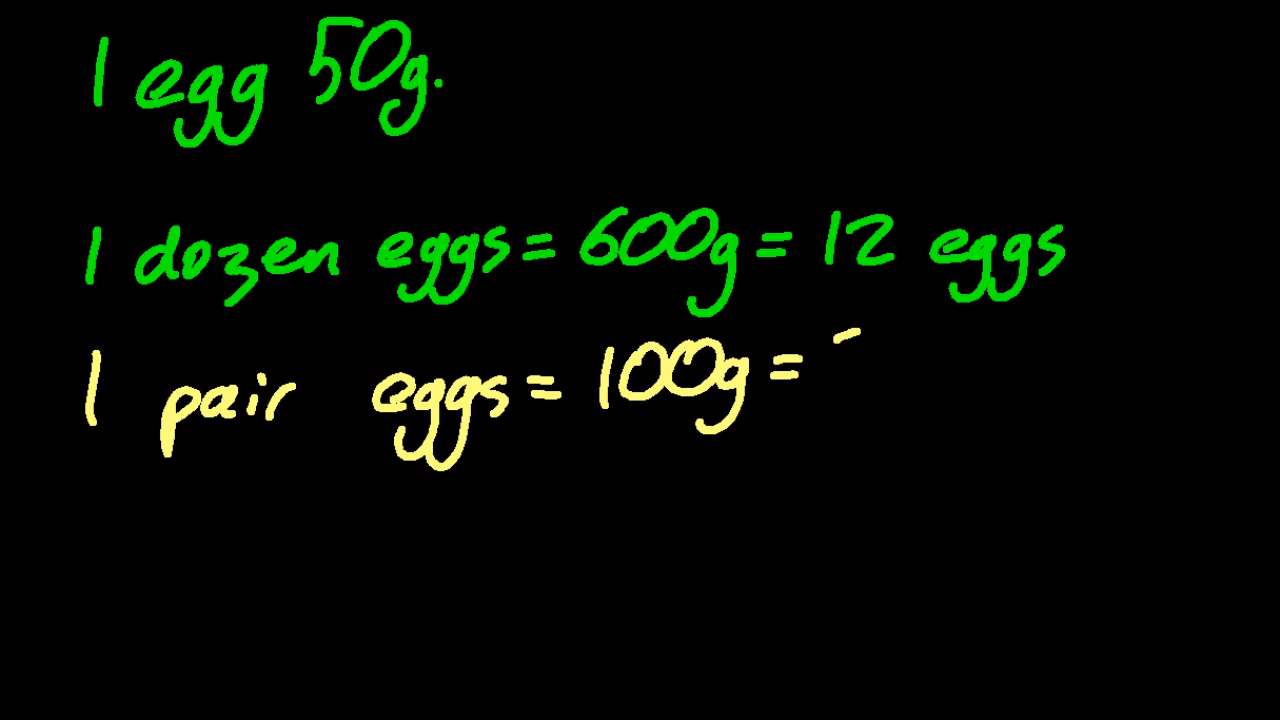 1 egg 50g.
1 dozen eggs = 600g = 12 eggs
1 pair eggs = 100g =